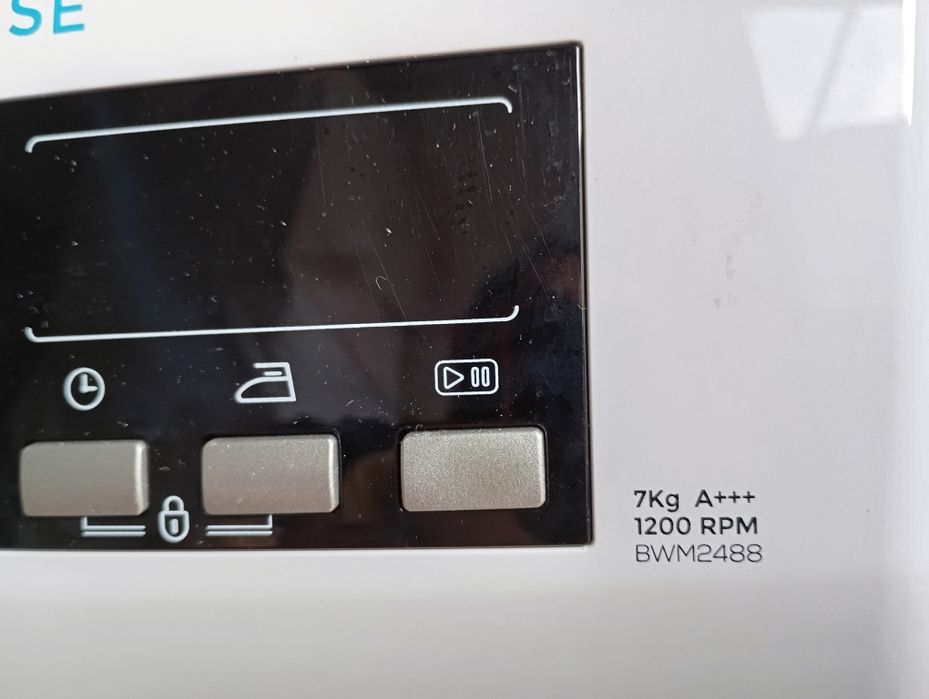 SE
7Kg A+++
1200 RPM
BWM2488